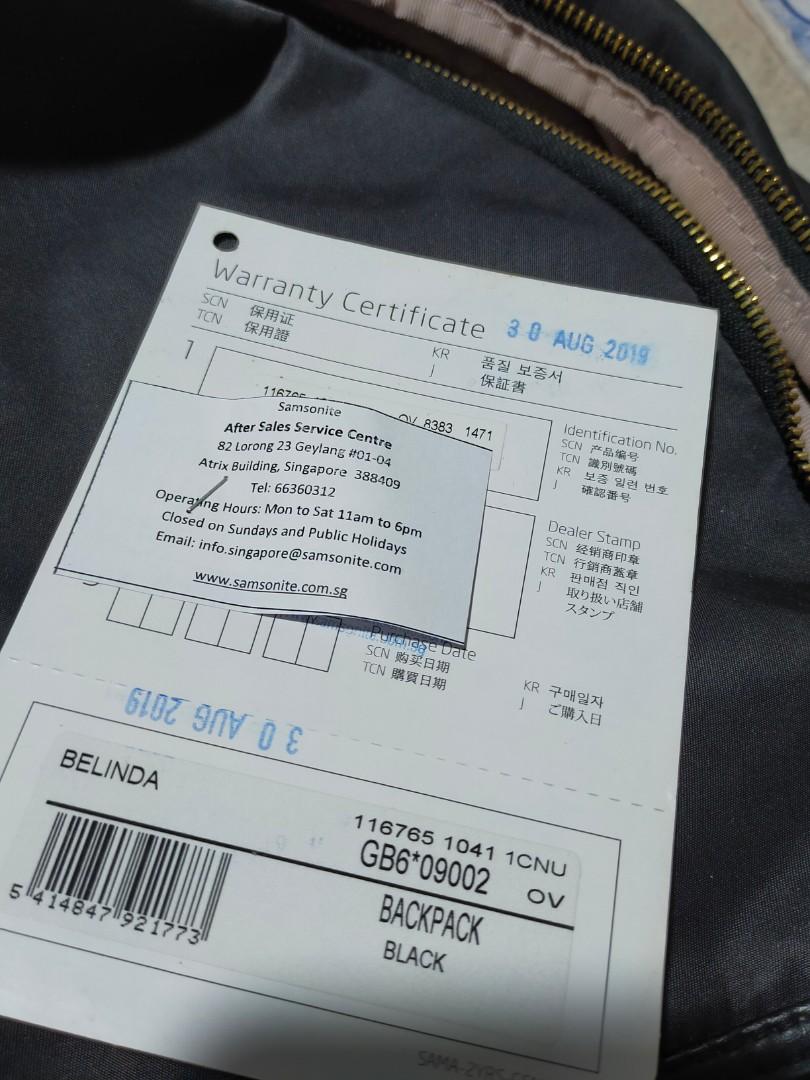 Warranty Certificate
30 AUG 2019
SCN 保用证
TCN 保用證
KR 품질 보증서
J 保証書
1
116765
OV 8383 1471
Identification No.
SCN 产品编号
TCN 識別號碼
KR 보증 일련 번호
J 確認番号
Samsonite
After Sales Service Centre
82 Lorong 23 Geylang #01-04
Atrix Building, Singapore 388409
Tel: 66360312
Operating Hours: Mon to Sat 11am to 6pm
Closed on Sundays and Public Holidays
Email: info.singapore@samsonite.com
www.samsonite.com.sg
Dealer Stamp
SCN 经销商印章
TCN 行銷商蓋章
KR 판매점 직인
J 取り扱い店舗
スタンプ
Purchase Date
SCN 购买日期
TCN 購買日期
KR 구매일자
J ご購入日
30 AUG 2019
BELINDA
116765 1041 1CNU
GB6*09002
OV
BACKPACK
BLACK
5 414847 921773